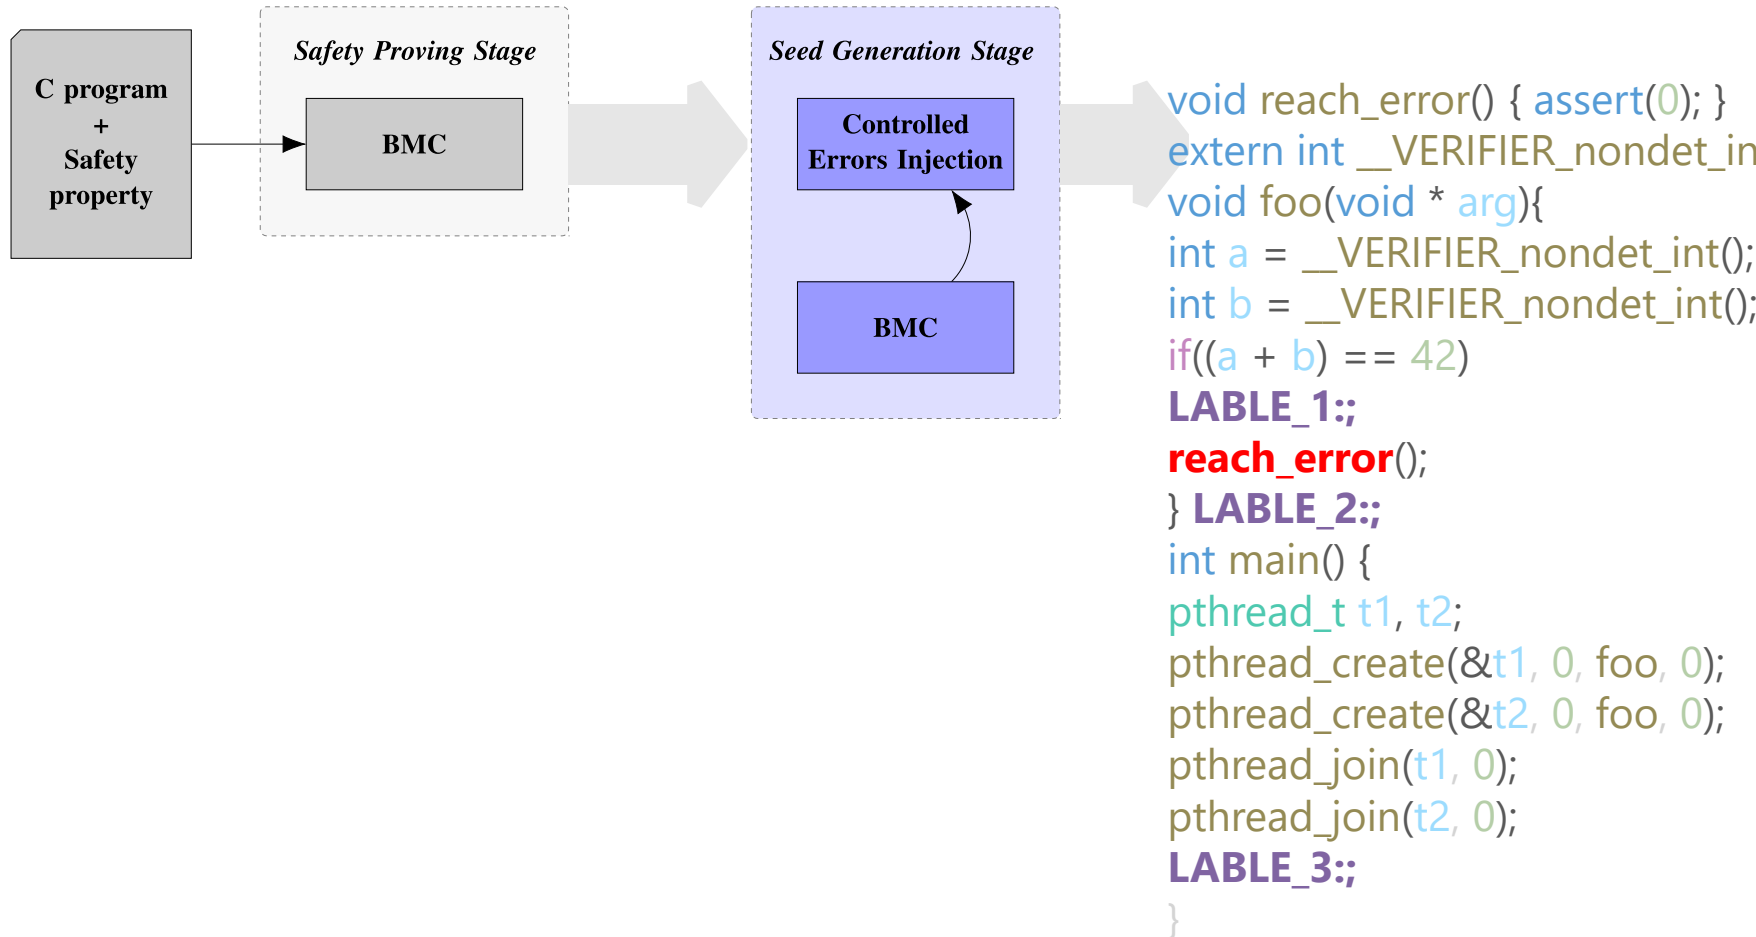 C program
+
Safety
property
Safety Proving Stage
BMC
Seed Generation Stage
Controlled
Errors Injection
BMC
void reach_error() { assert(0); }
extern int __VERIFIER_nondet_in
void foo(void * arg){
int a = __VERIFIER_nondet_int();
int b = __VERIFIER_nondet_int();
if((a + b) == 42)
LABLE_1:;
reach_error();
} LABLE_2:;
int main() {
pthread_t t1, t2;
pthread_create(&t1, 0, foo, 0);
pthread_create(&t2, 0, foo, 0);
pthread_join(t1, 0);
pthread_join(t2, 0);
LABLE_3:;
}